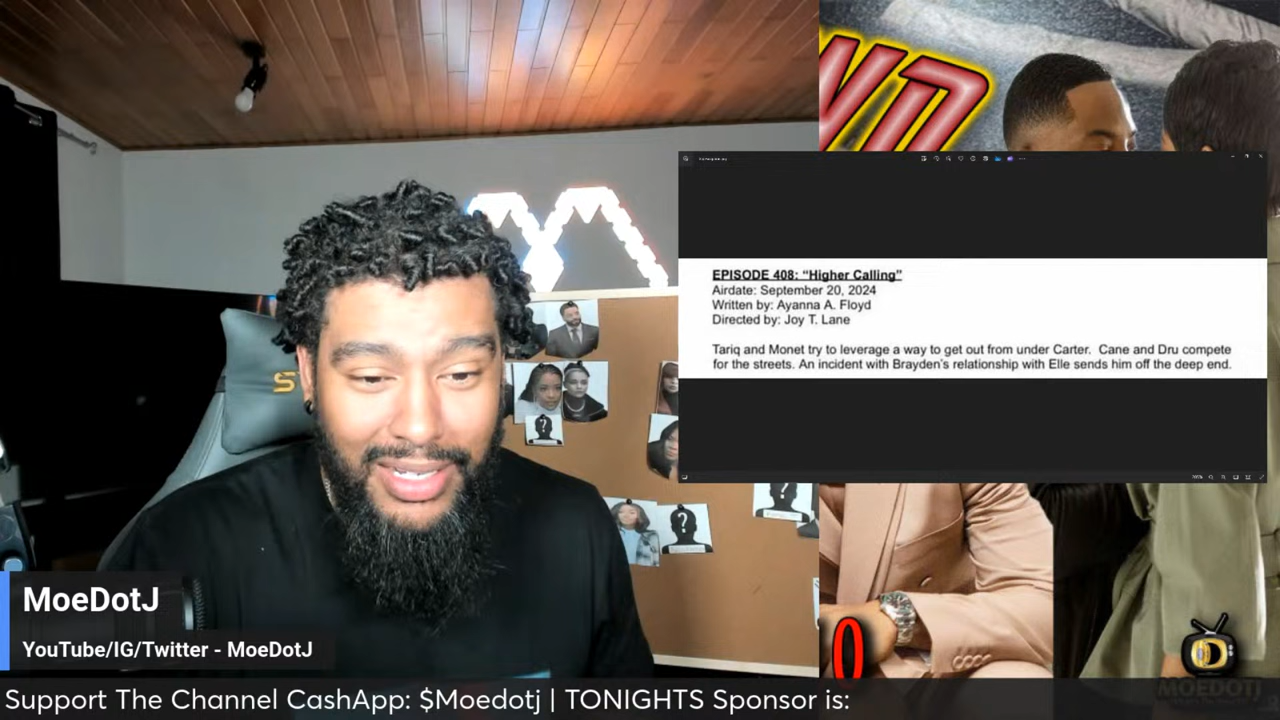 ND
EPISODE 408: “Higher Calling”
Airdate: September 20, 2024
Written by: Ayanna A. Floyd
Directed by: Joy T. Lane
Tariq and Monet try to leverage a way to get out from under Carter. Cane and Dru compete
for the streets. An incident with Brayden's relationship with Elle sends him off the deep end.
S
?
?
?
MoeDotJ
YouTube/IG/Twitter - MoeDotJ
0
D
MOEDOTJ
Support The Channel CashApp: $Moedotj | TONIGHTS Sponsor is: